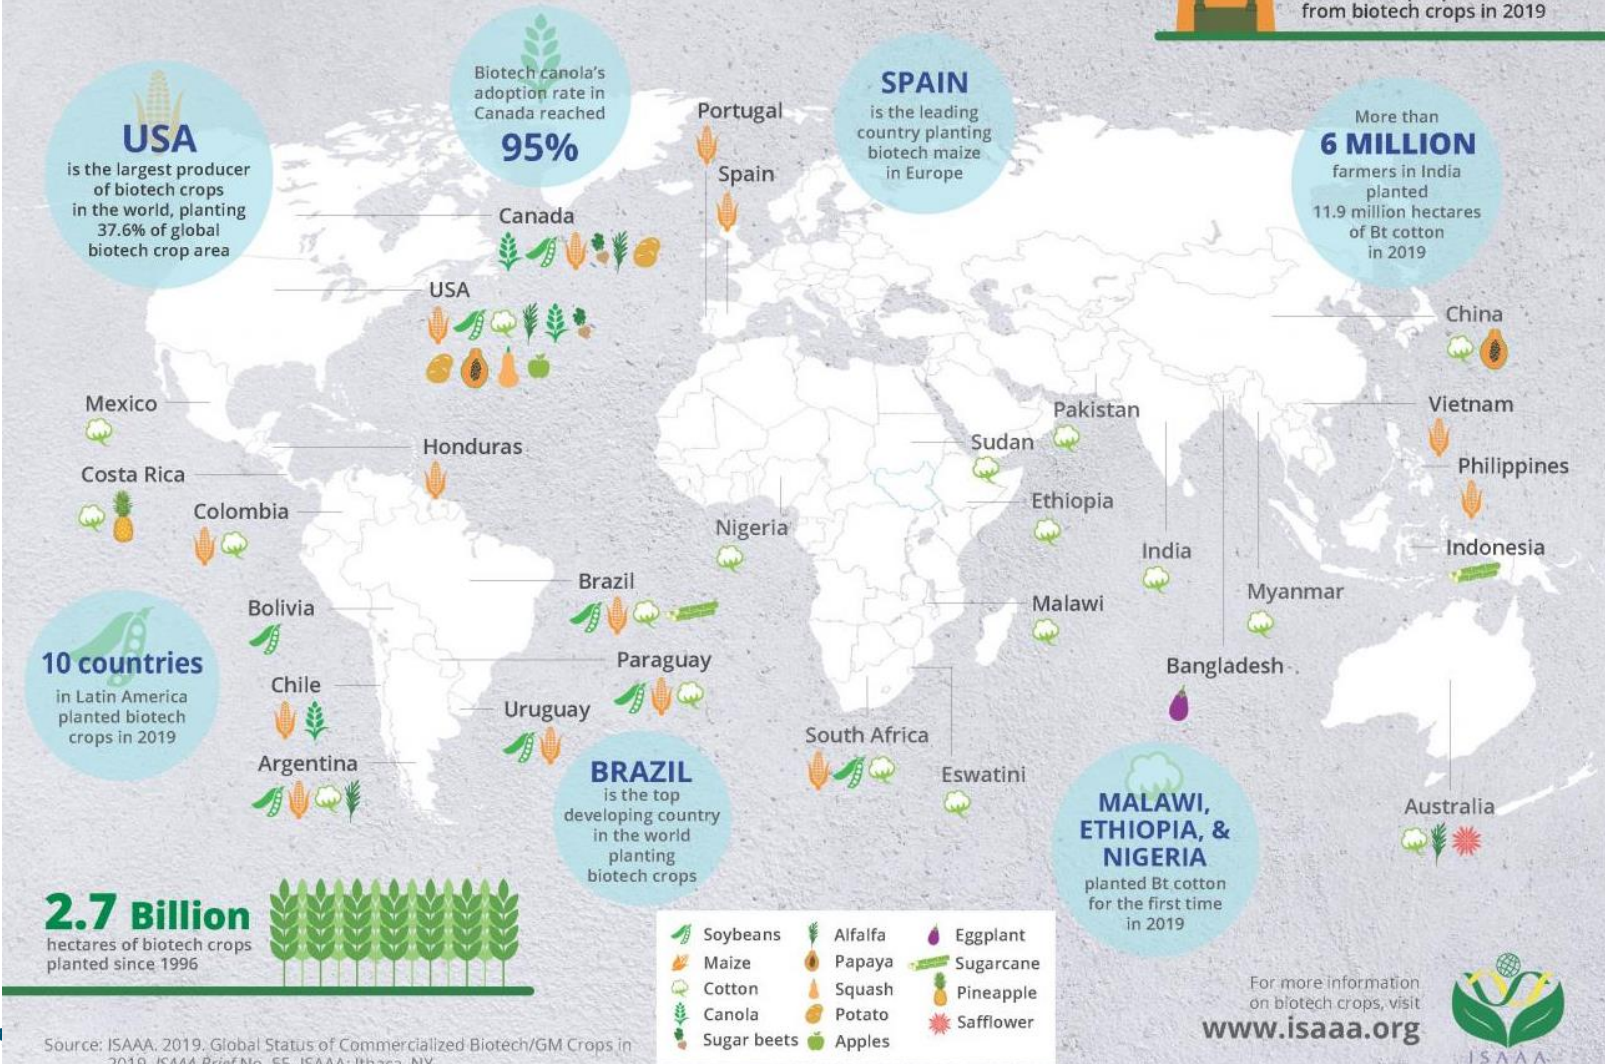 from biotech crops in 2019
USA
is the largest producer
of biotech crops
in the world, planting
37.6% of global
biotech crop area
Biotech canola's
adoption rate in
Canada reached
95%
SPAIN
is the leading
country planting
biotech maize
in Europe
More than
6 MILLION
farmers in India
planted
11.9 million hectares
of Bt cotton
in 2019
Portugal
Spain
Canada
USA
China
Mexico
Vietnam
Pakistan
Honduras
Sudan
Costa Rica
Philippines
Colombia
Ethiopia
Nigeria
India
Indonesia
Brazil
Myanmar
Bolivia
Malawi
Paraguay
Bangladesh
Chile
Uruguay
South Africa
Argentina
Eswatini
Australia
10 countries
in Latin America
planted biotech
crops in 2019
BRAZIL
is the top
developing country
in the world
planting
biotech crops
MALAWI,
ETHIOPIA, &
NIGERIA
planted Bt cotton
for the first time
in 2019
2.7 Billion
hectares of biotech crops
planted since 1996
Soybeans
Maize
Cotton
Canola
Sugar beets
Alfalfa
Papaya
Squash
Potato
Apples
Eggplant
Sugarcane
Pineapple
Safflower
For more information
on biotech crops, visit
www.isaaa.org
ISAAA
Source: ISAAA. 2019. Global Status of Commercialized Biotech/GM Crops in
2019. ISAAA Brief No. 55. ISAAA: Ithaca, NY.